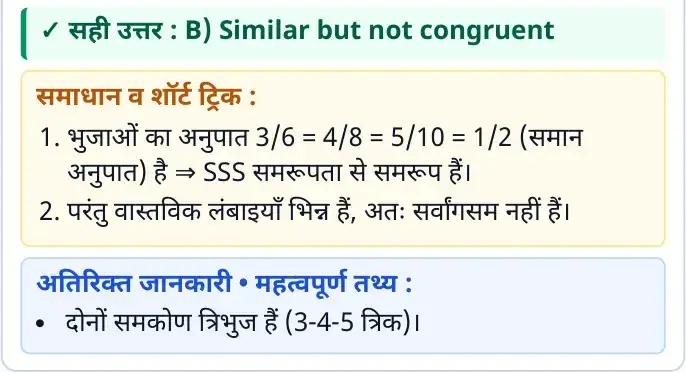 ✓ सही उत्तर : B) Similar but not congruent
समाधान व शॉर्ट ट्रिक :
1. भुजाओं का अनुपात 3/6 = 4/8 = 5/10 = 1/2 (समान
अनुपात) है ⇒ SSS समरूपता से समरूप हैं।
2. परंतु वास्तविक लंबाइयाँ भिन्न हैं, अतः सर्वांगसम नहीं हैं।
अतिरिक्त जानकारी • महत्वपूर्ण तथ्य :
• दोनों समकोण त्रिभुज हैं (3-4-5 त्रिक)।